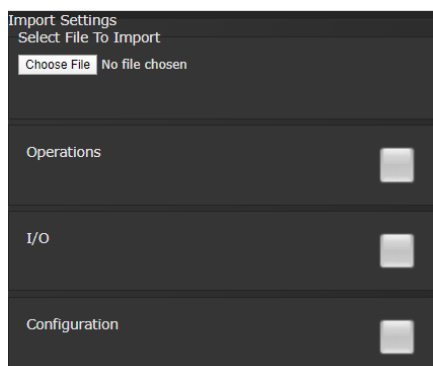 Import Settings
Select File To Import
Choose File No file chosen
Operations
I/O
Configuration